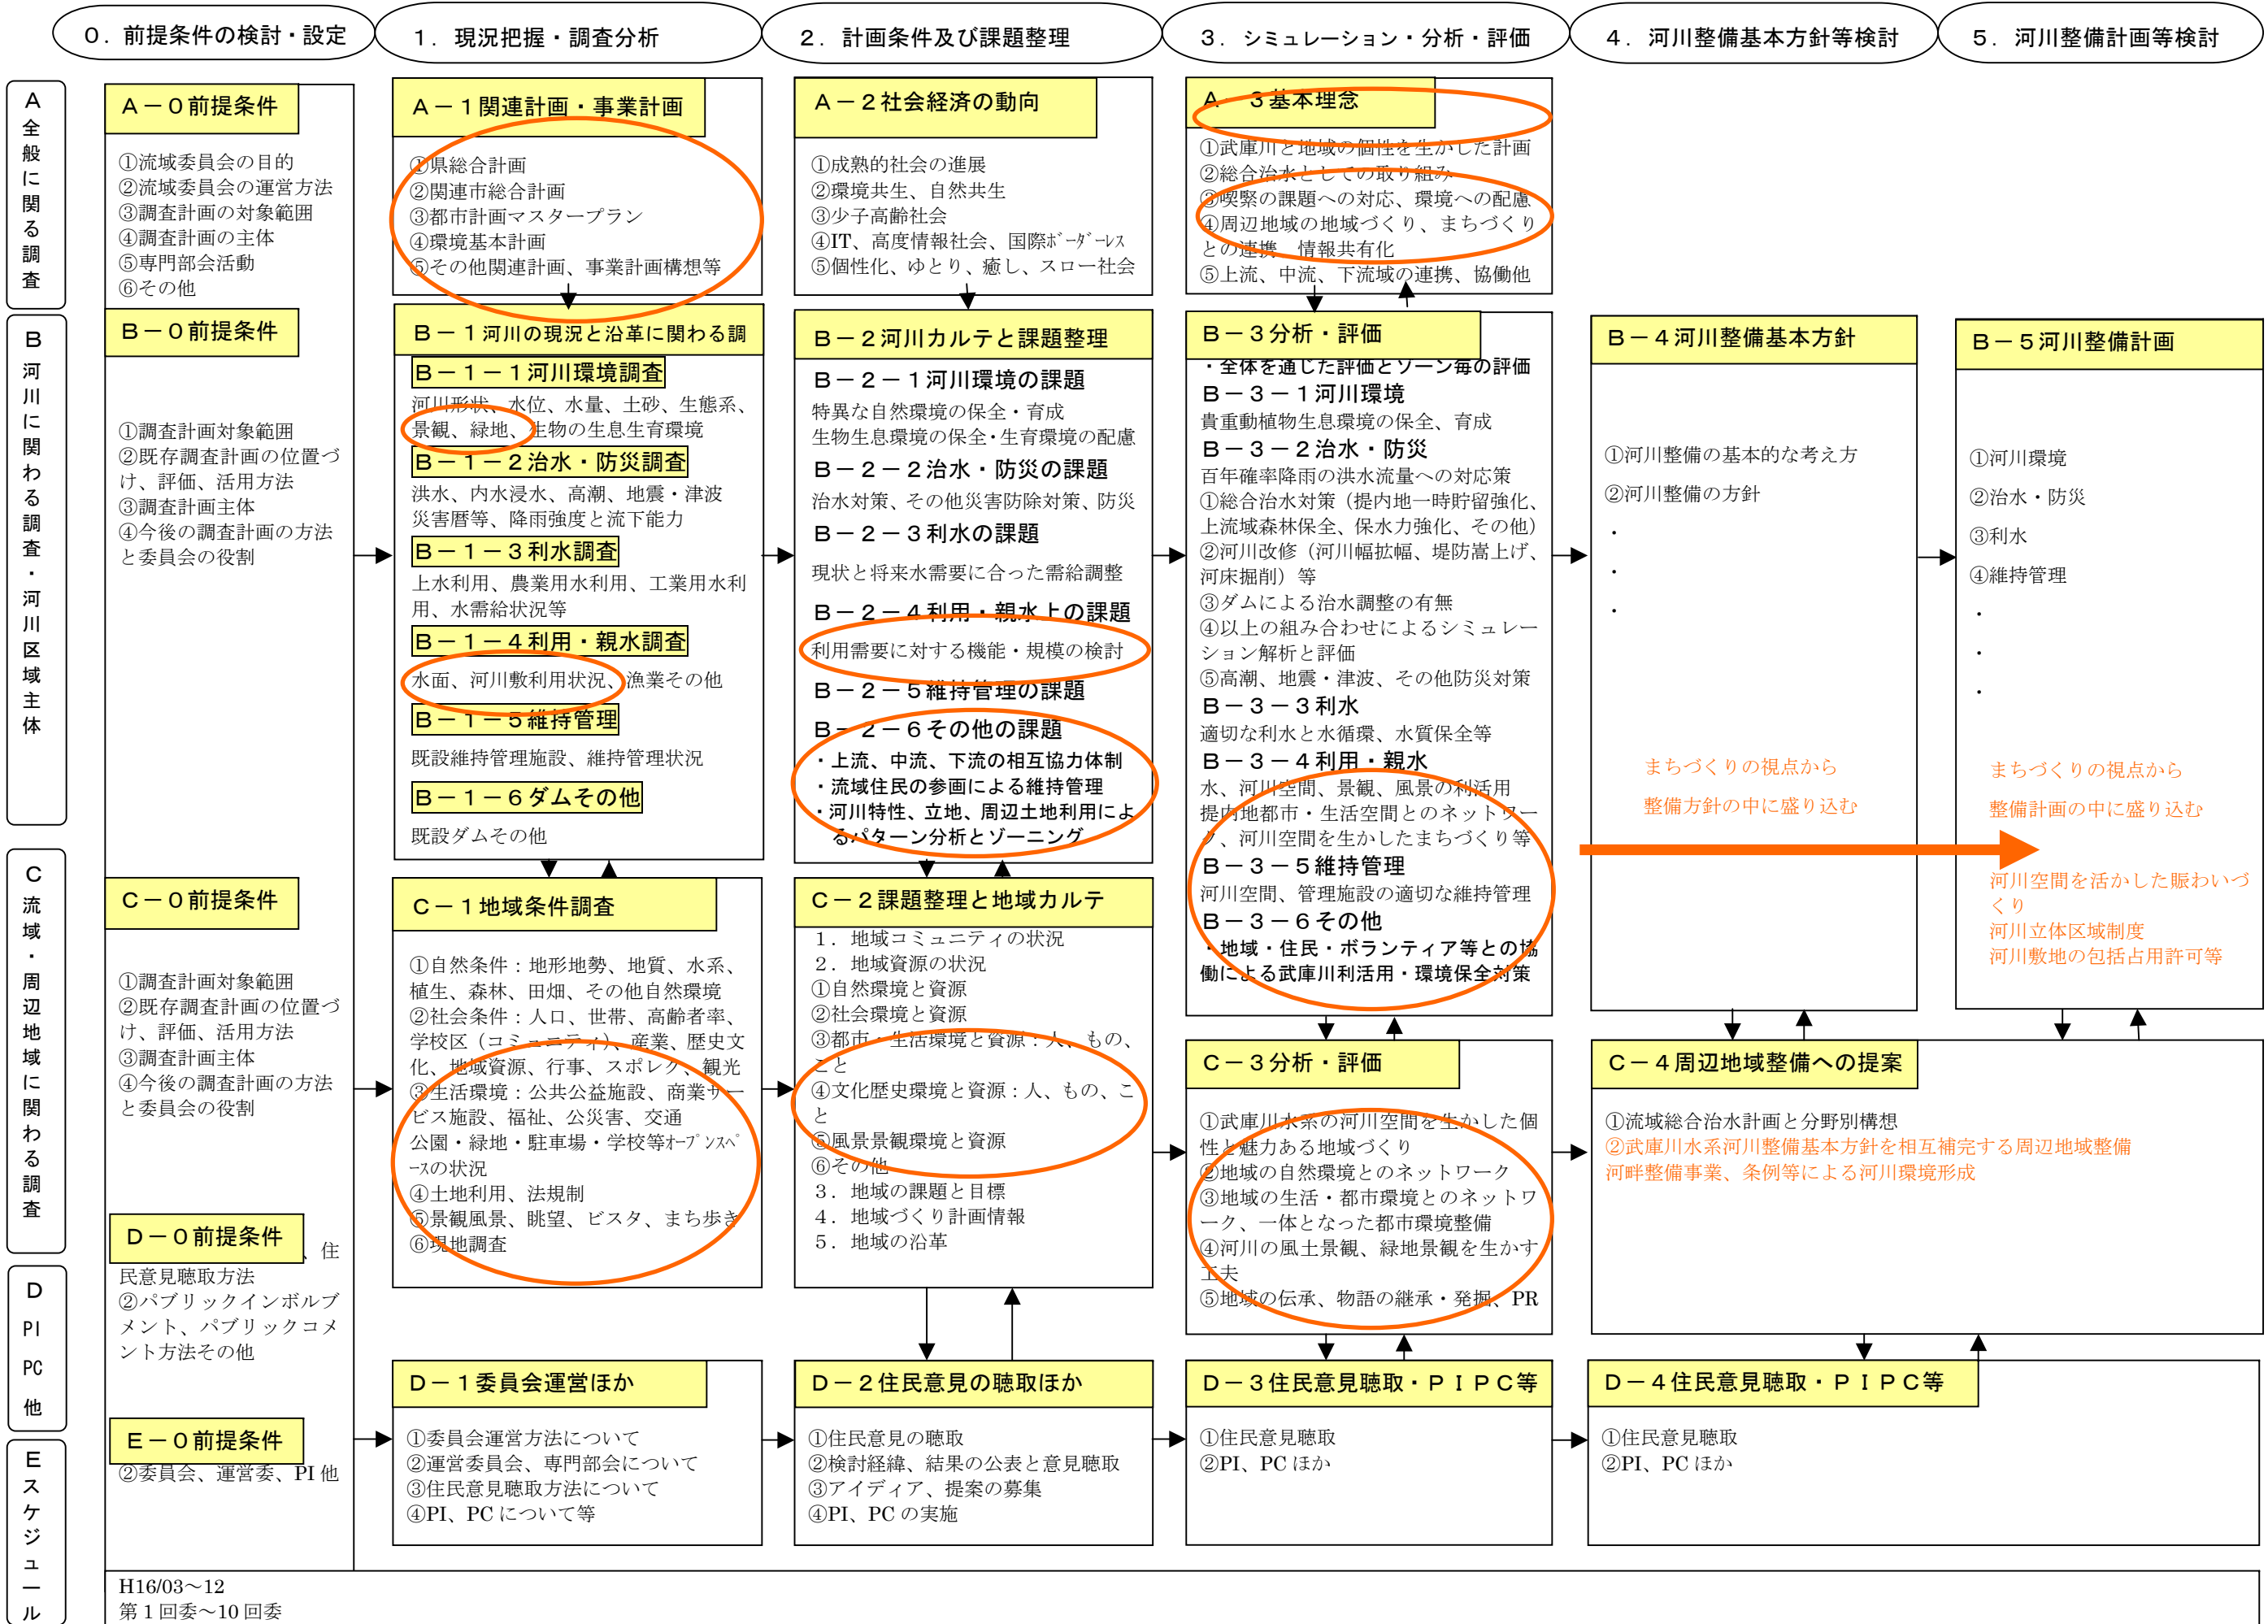 ０．前提条件の検討・設定
１．現況把握・調査分析
２．計画条件及び課題整理
３．シミュレーション・分析・評価
４．河川整備基本方針等検討
５．河川整備計画等検討
A全般に関る調査
A－０前提条件
①流域委員会の目的
②流域委員会の運営方法
③調査計画の対象範囲
④調査計画の主体
⑤専門部会活動
⑥その他
A－１関連計画・事業計画
①県総合計画
②関連市総合計画
③都市計画マスタープラン
④環境基本計画
⑤その他関連計画、事業計画構想等
A－２社会経済の動向
①成熟的社会の進展
②環境共生、自然共生
③少子高齢社会
④IT、高度情報社会、国際ﾎﾞｰﾀﾞｰﾚｽ
⑤個性化、ゆとり、癒し、スロー社会
A－３基本理念
①武庫川と地域の個性を生かした計画
②総合治水としての取り組み
③喫緊の課題への対応、環境への配慮
④周辺地域の地域づくり、まちづくり
との連携、情報共有化
⑤上流、中流、下流域の連携、協働他
B河川に関わる調査・河川区域主体
B－０前提条件
①調査計画対象範囲
②既存調査計画の位置づ
け、評価、活用方法
③調査計画主体
④今後の調査計画の方法
と委員会の役割
B－１河川の現況と沿革に関わる調
B－１－１河川環境調査
河川形状、水位、水量、土砂、生態系、
景観、緑地、生物の生息生育環境
B－１－２治水・防災調査
洪水、内水浸水、高潮、地震・津波
災害暦等、降雨強度と流下能力
B－１－３利水調査
上水利用、農業用水利用、工業用水利
用、水需給状況等
B－１－４利用・親水調査
水面、河川敷利用状況、漁業その他
B－１－５維持管理
既設維持管理施設、維持管理状況
B－１－６ダムその他
既設ダムその他
B－２河川カルテと課題整理
B－２－１河川環境の課題
特異な自然環境の保全・育成
生物生息環境の保全・生育環境の配慮
B－２－２治水・防災の課題
治水対策、その他災害防除対策、防災
B－２－３利水の課題
現状と将来水需要に合った需給調整
B－２－４利用・親水上の課題
利用需要に対する機能・規模の検討
B－２－５維持管理の課題
B－２－６その他の課題
・上流、中流、下流の相互協力体制
・流域住民の参画による維持管理
・河川特性、立地、周辺土地利用によ
るパターン分析とゾーニング
B－３分析・評価
・全体を通じた評価とゾーン毎の評価
B－３－１河川環境
貴重動植物生息環境の保全、育成
B－３－２治水・防災
百年確率降雨の洪水流量への対応策
①総合治水対策（提内地一時貯留強化、
上流域森林保全、保水力強化、その他）
②河川改修（河川幅拡幅、堤防嵩上げ、
河床掘削）等
③ダムによる治水調整の有無
④以上の組み合わせによるシミュレー
ション解析と評価
⑤高潮、地震・津波、その他防災対策
B－３－３利水
適切な利水と水循環、水質保全等
B－３－４利用・親水
水、河川空間、景観、風景の利活用
提内地都市・生活空間とのネットワー
ク、河川空間を生かしたまちづくり等
B－３－５維持管理
河川空間、管理施設の適切な維持管理
B－３－６その他
・地域・住民・ボランティア等との協
働による武庫川利活用・環境保全対策
B－４河川整備基本方針
①河川整備の基本的な考え方
②河川整備の方針
・
・
・
まちづくりの視点から
整備方針の中に盛り込む
B－５河川整備計画
①河川環境
②治水・防災
③利水
④維持管理
・
・
・
まちづくりの視点から
整備計画の中に盛り込む
河川空間を活かした賑わいづ
くり
河川立体区域制度
河川敷地の包括占用許可等
C流域・周辺地域に関わる調査
C－０前提条件
①調査計画対象範囲
②既存調査計画の位置づ
け、評価、活用方法
③調査計画主体
④今後の調査計画の方法
と委員会の役割
C－１地域条件調査
①自然条件：地形地勢、地質、水系、
植生、森林、田畑、その他自然環境
②社会条件：人口、世帯、高齢者率、
学校区（コミュニティ）、産業、歴史文
化、地域資源、行事、スポレク、観光
③生活環境：公共公益施設、商業サー
ビス施設、福祉、公災害、交通
公園・緑地・駐車場・学校等ｵｰﾌﾟﾝｽﾍﾟ
ｰｽの状況
④土地利用、法規制
⑤景観風景、眺望、ビスタ、まち歩き
⑥現地調査
C－２課題整理と地域カルテ
１．地域コミュニティの状況
２．地域資源の状況
①自然環境と資源
②社会環境と資源
③都市・生活環境と資源：人、もの、
こと
④文化歴史環境と資源：人、もの、こ
と
⑤風景景観環境と資源
⑥その他
３．地域の課題と目標
４．地域づくり計画情報
５．地域の沿革
C－３分析・評価
①武庫川水系の河川空間を生かした個
性と魅力ある地域づくり
②地域の自然環境とのネットワーク
③地域の生活・都市環境とのネットワ
ーク、一体となった都市環境整備
④河川の風土景観、緑地景観を生かす
工夫
⑤地域の伝承、物語の継承・発掘、PR
C－４周辺地域整備への提案
①流域総合治水計画と分野別構想
②武庫川水系河川整備基本方針を相互補完する周辺地域整備
河畔整備事業、条例等による河川環境形成
D PI PC 他
D－０前提条件
、住
民意見聴取方法
②パブリックインボルブ
メント、パブリックコメ
ント方法その他
D－１委員会運営ほか
①委員会運営方法について
②運営委員会、専門部会について
③住民意見聴取方法について
④PI、PC について等
D－２住民意見の聴取ほか
①住民意見の聴取
②検討経緯、結果の公表と意見聴取
③アイディア、提案の募集
④PI、PC の実施
D－３住民意見聴取・ＰＩＰＣ等
①住民意見聴取
②PI、PC ほか
D－４住民意見聴取・ＰＩＰＣ等
①住民意見聴取
②PI、PC ほか
Eスケジュール
E－０前提条件
②委員会、運営委、PI 他
H16/03～12
第 1 回委～10 回委